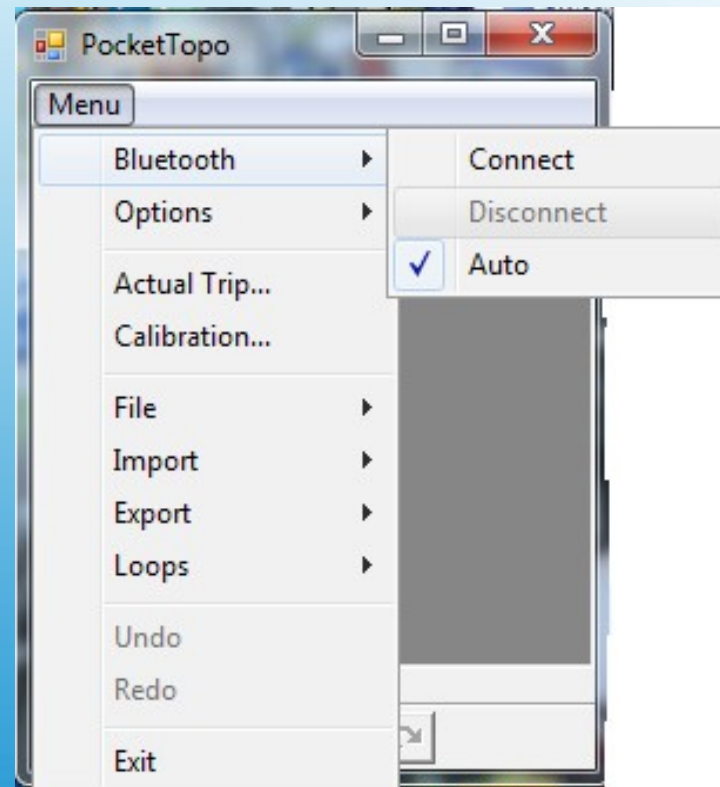 PocketTopo
Menu
Bluetooth
Options
Actual Trip...
Calibration...
File
Import
Export
Loops
Undo
Redo
Exit
Connect
Disconnect
Auto